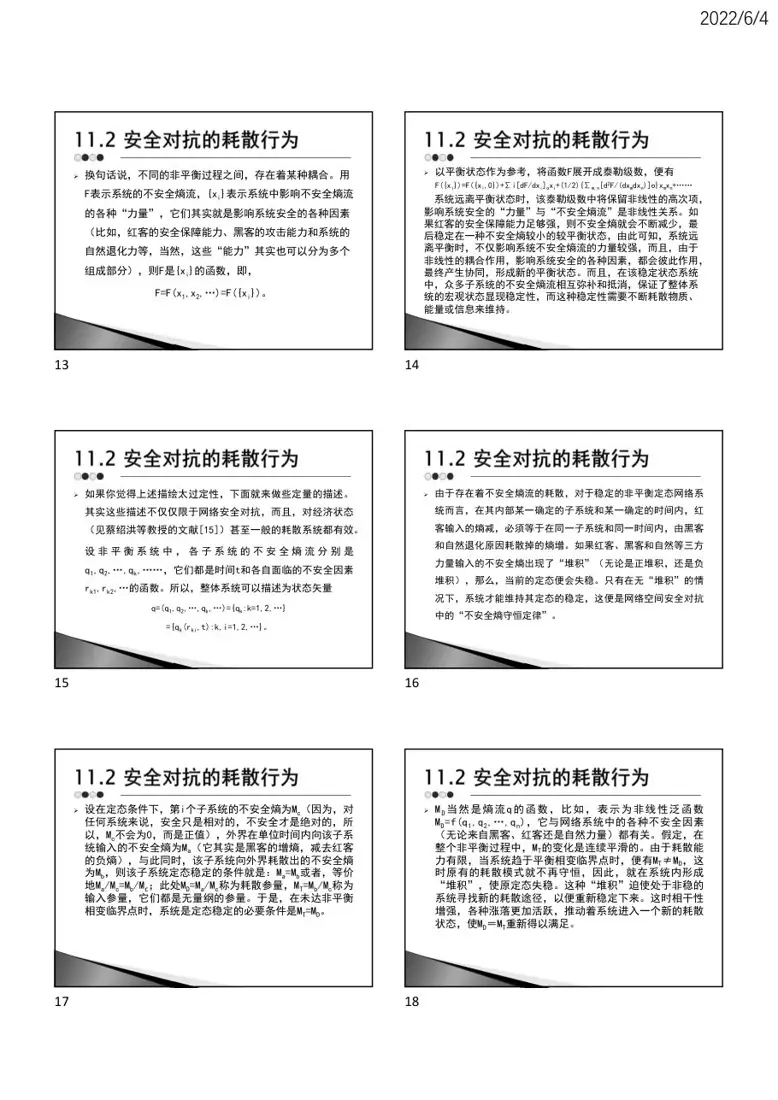 2022/6/4
11.2 安全对抗的耗散行为
换句话说，不同的非平衡过程之间，存在着某种耦合。用
F表示系统的不安全熵流，{xᵢ}表示系统中影响不安全熵流
的各种“力量”，它们其实就是影响系统安全的各种因素
（比如，红客的安全保障能力、黑客的攻击能力和系统的
自然退化力等，当然，这些“能力”其实也可以分为多个
组成部分），则F是{xᵢ}的函数，即，
F=F(x₁,x₂,…)=F({xᵢ})。
13
11.2 安全对抗的耗散行为
以平衡状态作为参考，将函数F展开成泰勒级数，便有
系统远离平衡状态时，该泰勒级数中将保留非线性的高次项，
影响系统安全的“力量”与“不安全熵流”是非线性关系。如
果红客的安全保障能力足够强，则不安全熵就会不断减少，最
后稳定在一种不安全熵较小的较平衡状态，由此可知，系统远
离平衡时，不仅影响系统不安全熵流的力量较强，而且，由于
非线性的耦合作用，影响系统安全的各种因素，都会彼此作用，
最终产生协同，形成新的平衡状态。而且，在该稳定状态系统
中，众多子系统的不安全熵流相互弥补和抵消，保证了整体系
统的宏观状态显现稳定性，而这种稳定性需要不断耗散物质、
能量或信息来维持。
14
11.2 安全对抗的耗散行为
如果你觉得上述描绘太过定性，下面就来做些定量的描述。
其实这些描述不仅仅限于网络安全对抗，而且，对经济状态
（见蔡绍洪等教授的文献[15]）甚至一般的耗散系统都有效。
设非平衡系统中，各子系统的不安全熵流分别是
q₁,q₂,…,qₖ,……，它们都是时间t和各自面临的不安全因素
rₖ₁,rₖ₂,…的函数。所以，整体系统可以描述为状态矢量
q=(q₁,q₂,…,qₖ,…)={qₖ:k=1,2,…}
={qₖ(rₖᵢ,t):k,i=1,2,…}。
15
11.2 安全对抗的耗散行为
由于存在着不安全熵流的耗散，对于稳定的非平衡定态网络系
统而言，在其内部某一确定的子系统和某一确定的时间内，红
客输入的熵减，必须等于在同一子系统和同一时间内，由黑客
和自然退化原因耗散掉的熵增。如果红客、黑客和自然等三方
力量输入的不安全熵出现了“堆积”（无论是正堆积，还是负
堆积），那么，当前的定态便会失稳。只有在无“堆积”的情
况下，系统才能维持其定态的稳定，这便是网络空间安全对抗
中的“不安全熵守恒定律”。
16
11.2 安全对抗的耗散行为
设在定态条件下，第i个子系统的不安全熵为Mc（因为，对
任何系统来说，安全只是相对的，不安全才是绝对的，所
以，Mc不会为0，而是正值），外界在单位时间内向该子系
统输入的不安全熵为Ma（它其实是黑客的增熵，减去红客
的负熵），与此同时，该子系统向外界耗散出的不安全熵
为Mb，则该子系统定态稳定的条件就是：Ma=Mb或者，等价
地Ma/Mc=Mb/Mc；此处MD=Ma/Mc称为耗散参量，MT=Mb/Mc称为
输入参量，它们都是无量纲的参量。于是，在未达非平衡
相变临界点时，系统是定态稳定的必要条件是MT=MD。
17
11.2 安全对抗的耗散行为
MD当然是熵流q的函数，比如，表示为非线性泛函数
MD=f(q₁,q₂,…,qn)，它与网络系统中的各种不安全因素
（无论来自黑客、红客还是自然力量）都有关。假定，在
整个非平衡过程中，MT的变化是连续平滑的。由于耗散能
力有限，当系统趋于平衡相变临界点时，便有MT≠MD，这
时原有的耗散模式就不再守恒，因此，就在系统内形成
“堆积”，使原定态失稳。这种“堆积”迫使处于非稳的
系统寻找新的耗散途径，以便重新稳定下来。这时相干性
增强，各种涨落更加活跃，推动着系统进入一个新的耗散
状态，使MD＝MT重新得以满足。
18